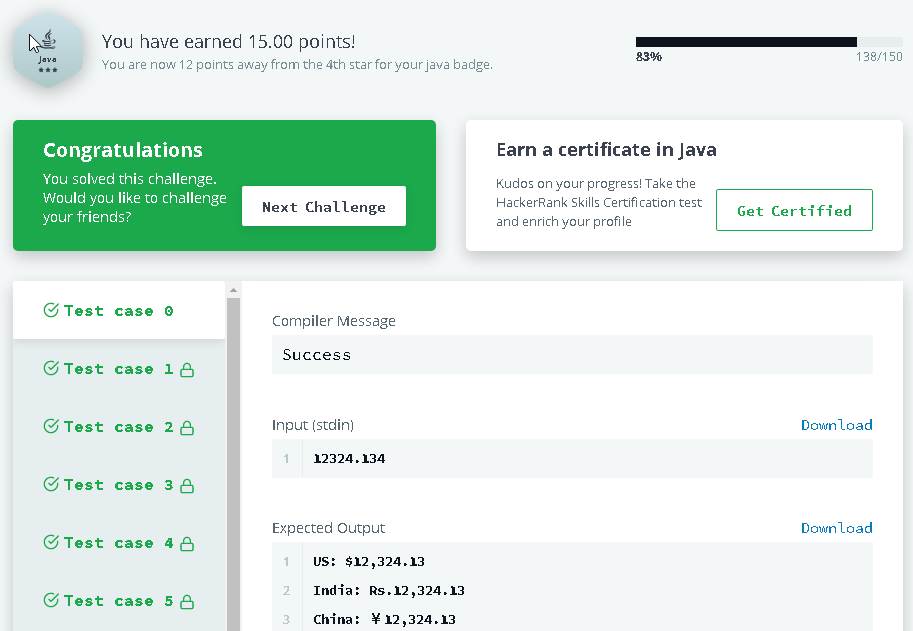 Java
You have earned 15.00 points!
You are now 12 points away from the 4th star for your java badge.
83%
138/150
Congratulations
You solved this challenge.
Would you like to challenge
your friends?
Next Challenge
Earn a certificate in Java
Kudos on your progress! Take the
HackerRank Skills Certification test
and enrich your profile
Get Certified
Test case 0
Test case 1
Test case 2
Test case 3
Test case 4
Test case 5
Compiler Message
Success
Input (stdin)
Download
1 12324.134
Expected Output
Download
1 US: $12,324.13
2 India: Rs.12,324.13
3 China: ￥12,324.13